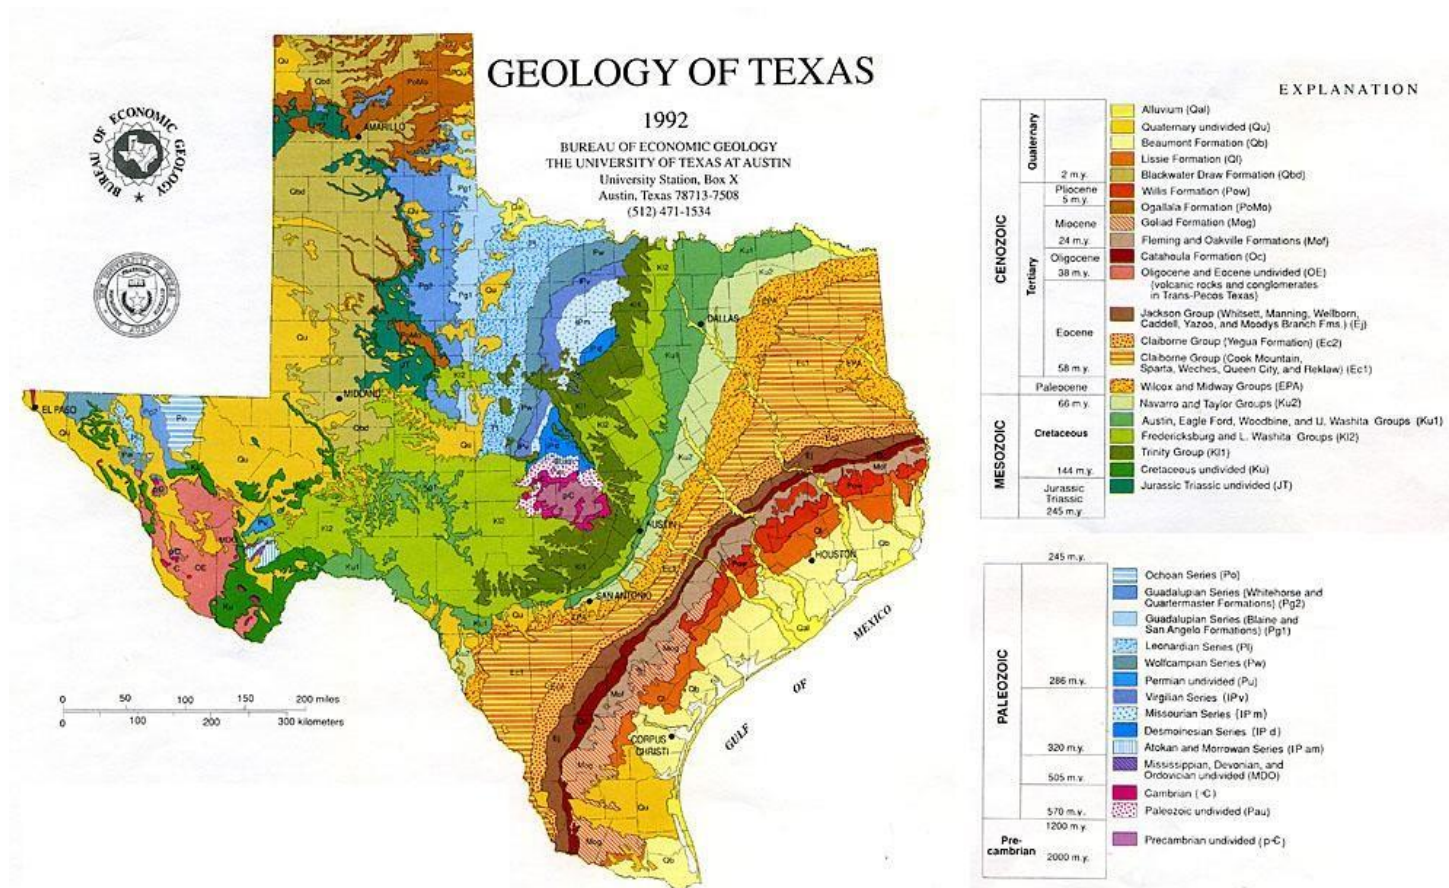 GEOLOGY OF TEXAS
1992
BUREAU OF ECONOMIC GEOLOGY
THE UNIVERSITY OF TEXAS AT AUSTIN
University Station, Box X
Austin, Texas 78713-7508
(512) 471-1534
BUREAU OF ECONOMIC GEOLOGY
AMARILLO
DALLAS
EL PASO
MIDLAND
AUSTIN
HOUSTON
SAN ANTONIO
CORPUS
CHRISTI
GULF OF MEXICO
0 50 100 150 200 miles
0 100 200 300 kilometers
EXPLANATION
CENOZOIC
Quaternary
2 m.y.
Tertiary
Pliocene
5 m.y.
Miocene
24 m.y.
Oligocene
38 m.y.
Eocene
58 m.y.
Paleocene
66 m.y.
MESOZOIC
Cretaceous
144 m.y.
Jurassic
Triassic
245 m.y.
Alluvium (Qal)
Quaternary undivided (Qu)
Beaumont Formation (Qb)
Lissie Formation (Ql)
Blackwater Draw Formation (Qbd)
Willis Formation (Pow)
Ogallala Formation (PoMo)
Goliad Formation (Mog)
Fleming and Oakville Formations (Mof)
Catahoula Formation (Oc)
Oligocene and Eocene undivided (OE)
(volcanic rocks and conglomerates
in Trans-Pecos Texas)
Jackson Group (Whitsett, Manning, Wellborn,
Caddell, Yazoo, and Moodys Branch Fms.) (Ej)
Claiborne Group (Yegua Formation) (Ec2)
Claiborne Group (Cook Mountain,
Sparta, Weches, Queen City, and Reklaw) (Ec1)
Wilcox and Midway Groups (EPA)
Navarro and Taylor Groups (Ku2)
Austin, Eagle Ford, Woodbine, and U. Washita Groups (Ku1)
Fredericksburg and L. Washita Groups (Kl2)
Trinity Group (Kl1)
Cretaceous undivided (Ku)
Jurassic Triassic undivided (JT)
245 m.y.
PALEOZOIC
286 m.y.
320 m.y.
505 m.y.
570 m.y.
Pre-
cambrian
1200 m.y.
2000 m.y.
Ochoan Series (Po)
Guadalupian Series (Whitehorse and
Quartermaster Formations) (Pg2)
Guadalupian Series (Blaine and
San Angelo Formations) (Pg1)
Leonardian Series (Pl)
Wolfcampian Series (Pw)
Permian undivided (Pu)
Virgilian Series (IPv)
Missourian Series (IPm)
Desmoinesian Series (IP d)
Atokan and Morrowan Series (IP am)
Mississippian, Devonian, and
Ordovician undivided (MDO)
Cambrian (-C)
Paleozoic undivided (Pau)
Precambrian undivided (p-C)